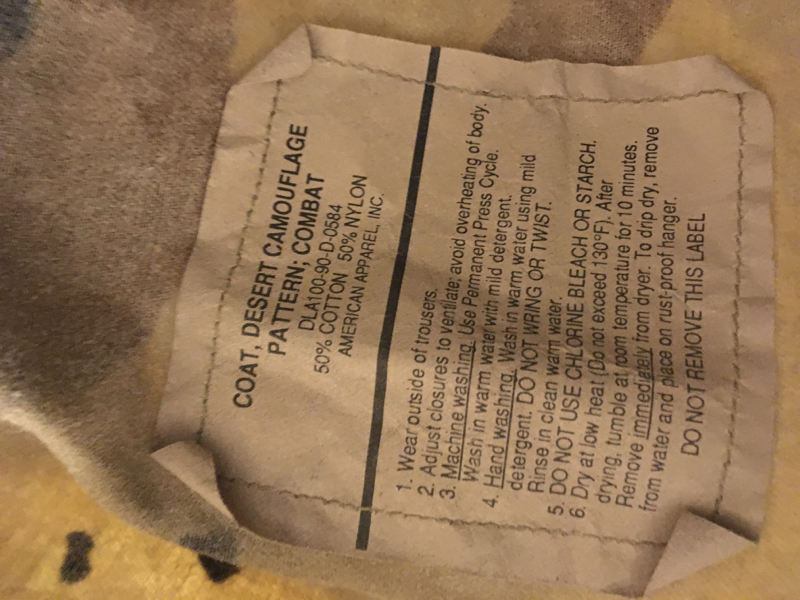 COAT, DESERT CAMOUFLAGE
PATTERN; COMBAT
DLA100-90-D-0584
50% COTTON 50% NYLON
AMERICAN APPAREL, INC.
1. Wear outside of trousers.
2. Adjust closures to ventilate; avoid overheating of body.
3. Machine washing. Use Permanent Press Cycle.
Wash in warm water with mild detergent.
4. Hand washing. Wash in warm water using mild
detergent. DO NOT WRING OR TWIST.
Rinse in clean warm water.
5. DO NOT USE CHLORINE BLEACH OR STARCH.
6. Dry at low heat (Do not exceed 130°F). After
drying, tumble at room temperature for 10 minutes.
Remove immediately from dryer. To drip dry, remove
from water and place on rust-proof hanger.
DO NOT REMOVE THIS LABEL